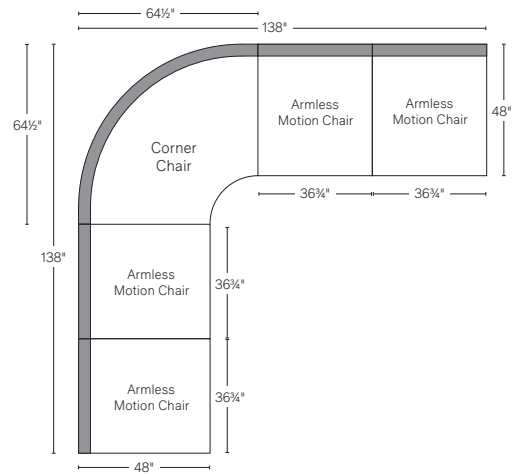 64½"
138"
Armless
Motion Chair
Armless
Motion Chair
48"
64½"
Corner
Chair
36¾"
36¾"
138"
Armless
Motion Chair
36¾"
Armless
Motion Chair
36¾"
48"